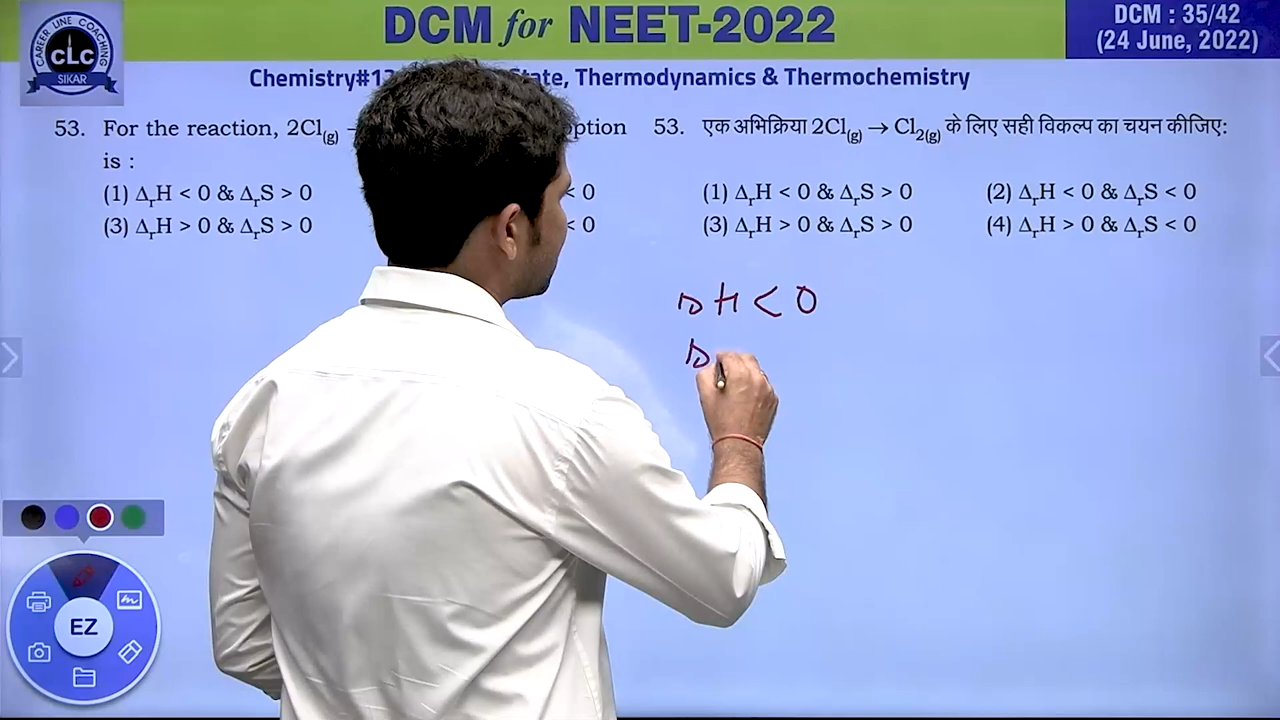 DCM for NEET-2022
DCM : 35/42
(24 June, 2022)
CAREER LINE COACHING
CLC
SIKAR
Chemistry#1 State, Thermodynamics & Thermochemistry
53. For the reaction, 2Cl(g) option
is :
(1) ΔrH < 0 & ΔrS > 0 < 0
(3) ΔrH > 0 & ΔrS > 0 < 0
53. एक अभिक्रिया 2Cl(g) → Cl2(g) के लिए सही विकल्प का चयन कीजिए:
(1) ΔrH < 0 & ΔrS > 0 (2) ΔrH < 0 & ΔrS < 0
(3) ΔrH > 0 & ΔrS > 0 (4) ΔrH > 0 & ΔrS < 0
ΔH < 0
Δ
EZ